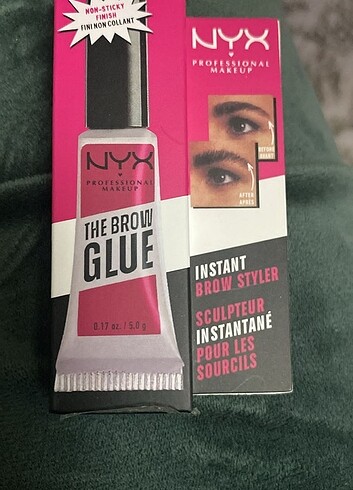 NON-STICKY
FINISH
FINI NON COLLANT
NYX
PROFESSIONAL
MAKEUP
THE BROW
GLUE
0.17 oz. / 5.0 g
NYX
PROFESSIONAL
MAKEUP
BEFORE
AVANT
AFTER
APRÈS
INSTANT
BROW STYLER
SCULPTEUR
INSTANTANÉ
POUR LES
SOURCILS